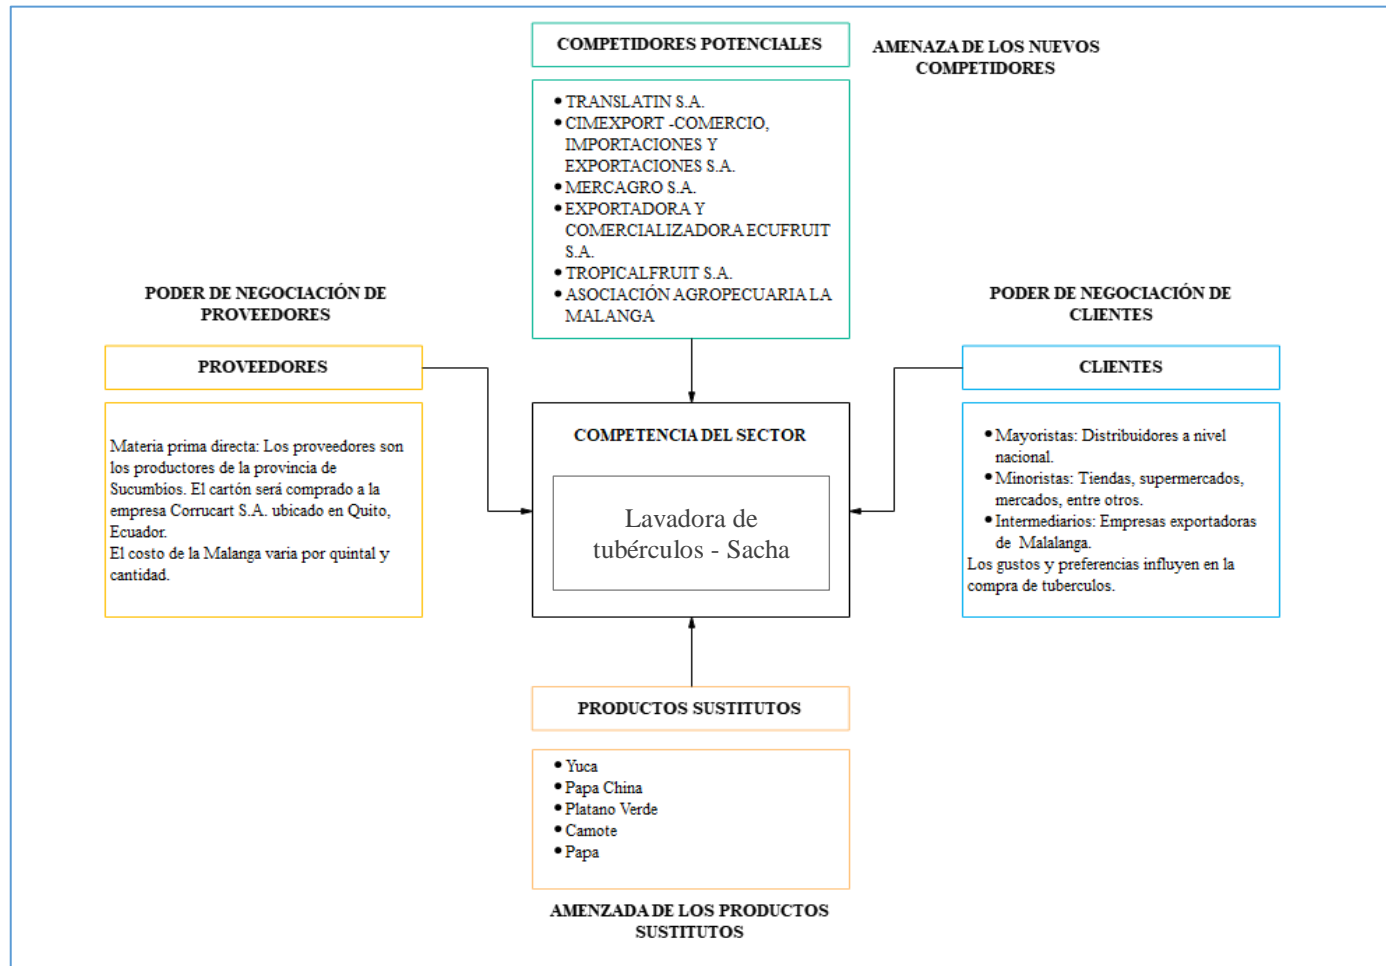 COMPETIDORES POTENCIALES
AMENAZA DE LOS NUEVOS
COMPETIDORES
• TRANSLATIN S.A.
• CIMEXPORT -COMERCIO,
IMPORTACIONES Y
EXPORTACIONES S.A.
• MERCAGRO S.A.
• EXPORTADORA Y
COMERCIALIZADORA ECUFRUIT
S.A.
• TROPICALFRUIT S.A.
• ASOCIACIÓN AGROPECUARIA LA
MALANGA
PODER DE NEGOCIACIÓN DE
PROVEEDORES
PROVEEDORES
Materia prima directa: Los proveedores son
los productores de la provincia de
Sucumbios. El cartón será comprado a la
empresa Corrucart S.A. ubicado en Quito,
Ecuador.
El costo de la Malanga varia por quintal y
cantidad.
COMPETENCIA DEL SECTOR
Lavadora de
tubérculos - Sacha
PODER DE NEGOCIACIÓN DE
CLIENTES
CLIENTES
• Mayoristas: Distribuidores a nivel
nacional.
• Minoristas: Tiendas, supermercados,
mercados, entre otros.
• Intermediarios: Empresas exportadoras
de Malalanga.
Los gustos y preferencias influyen en la
compra de tuberculos.
PRODUCTOS SUSTITUTOS
• Yuca
• Papa China
• Platano Verde
• Camote
• Papa
AMENZADA DE LOS PRODUCTOS
SUSTITUTOS